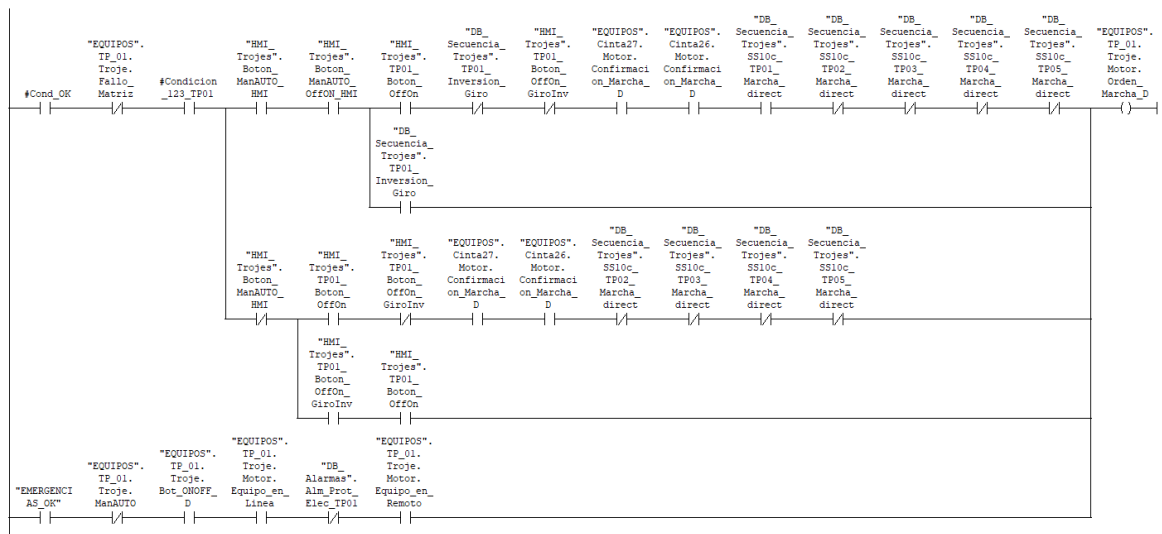 #Cond_OK
"EQUIPOS".
TP_01.
Troje.
Fallo_
Matriz
#Condicion
_123_TP01
"HMI_
Trojes".
Boton_
ManAUTO_
HMI
"HMI_
Trojes".
Boton_
ManAUTO_
OffON_HMI
"HMI_
Trojes".
TP01_
Boton_
OffOn
"DB_
Secuencia_
Trojes".
TP01_
Inversion_
Giro
"HMI_
Trojes".
TP01_
Boton_
OffOn_
GiroInv
"EQUIPOS".
Cinta27.
Motor.
Confirmaci
on_Marcha_
D
"EQUIPOS".
Cinta26.
Motor.
Confirmaci
on_Marcha_
D
"DB_
Secuencia_
Trojes".
SS10c_
TP01_
Marcha_
direct
"DB_
Secuencia_
Trojes".
SS10c_
TP02_
Marcha_
direct
"DB_
Secuencia_
Trojes".
SS10c_
TP03_
Marcha_
direct
"DB_
Secuencia_
Trojes".
SS10c_
TP04_
Marcha_
direct
"DB_
Secuencia_
Trojes".
SS10c_
TP05_
Marcha_
direct
"EQUIPOS".
TP_01.
Troje.
Motor.
Orden_
Marcha_D
"DB_
Secuencia_
Trojes".
TP01_
Inversion_
Giro
"HMI_
Trojes".
Boton_
ManAUTO_
HMI
"HMI_
Trojes".
TP01_
Boton_
OffOn
"HMI_
Trojes".
TP01_
Boton_
OffOn_
GiroInv
"EQUIPOS".
Cinta27.
Motor.
Confirmaci
on_Marcha_
D
"EQUIPOS".
Cinta26.
Motor.
Confirmaci
on_Marcha_
D
"DB_
Secuencia_
Trojes".
SS10c_
TP02_
Marcha_
direct
"DB_
Secuencia_
Trojes".
SS10c_
TP03_
Marcha_
direct
"DB_
Secuencia_
Trojes".
SS10c_
TP04_
Marcha_
direct
"DB_
Secuencia_
Trojes".
SS10c_
TP05_
Marcha_
direct
"HMI_
Trojes".
TP01_
Boton_
OffOn_
GiroInv
"HMI_
Trojes".
TP01_
Boton_
OffOn
"EMERGENCI
AS_OK"
"EQUIPOS".
TP_01.
Troje.
ManAUTO
"EQUIPOS".
TP_01.
Troje.
Bot_ONOFF_
D
"EQUIPOS".
TP_01.
Troje.
Motor.
Equipo_en_
Linea
"DB_
Alarmas".
Alm_Prot_
Elec_TP01
"EQUIPOS".
TP_01.
Troje.
Motor.
Equipo_en_
Remoto